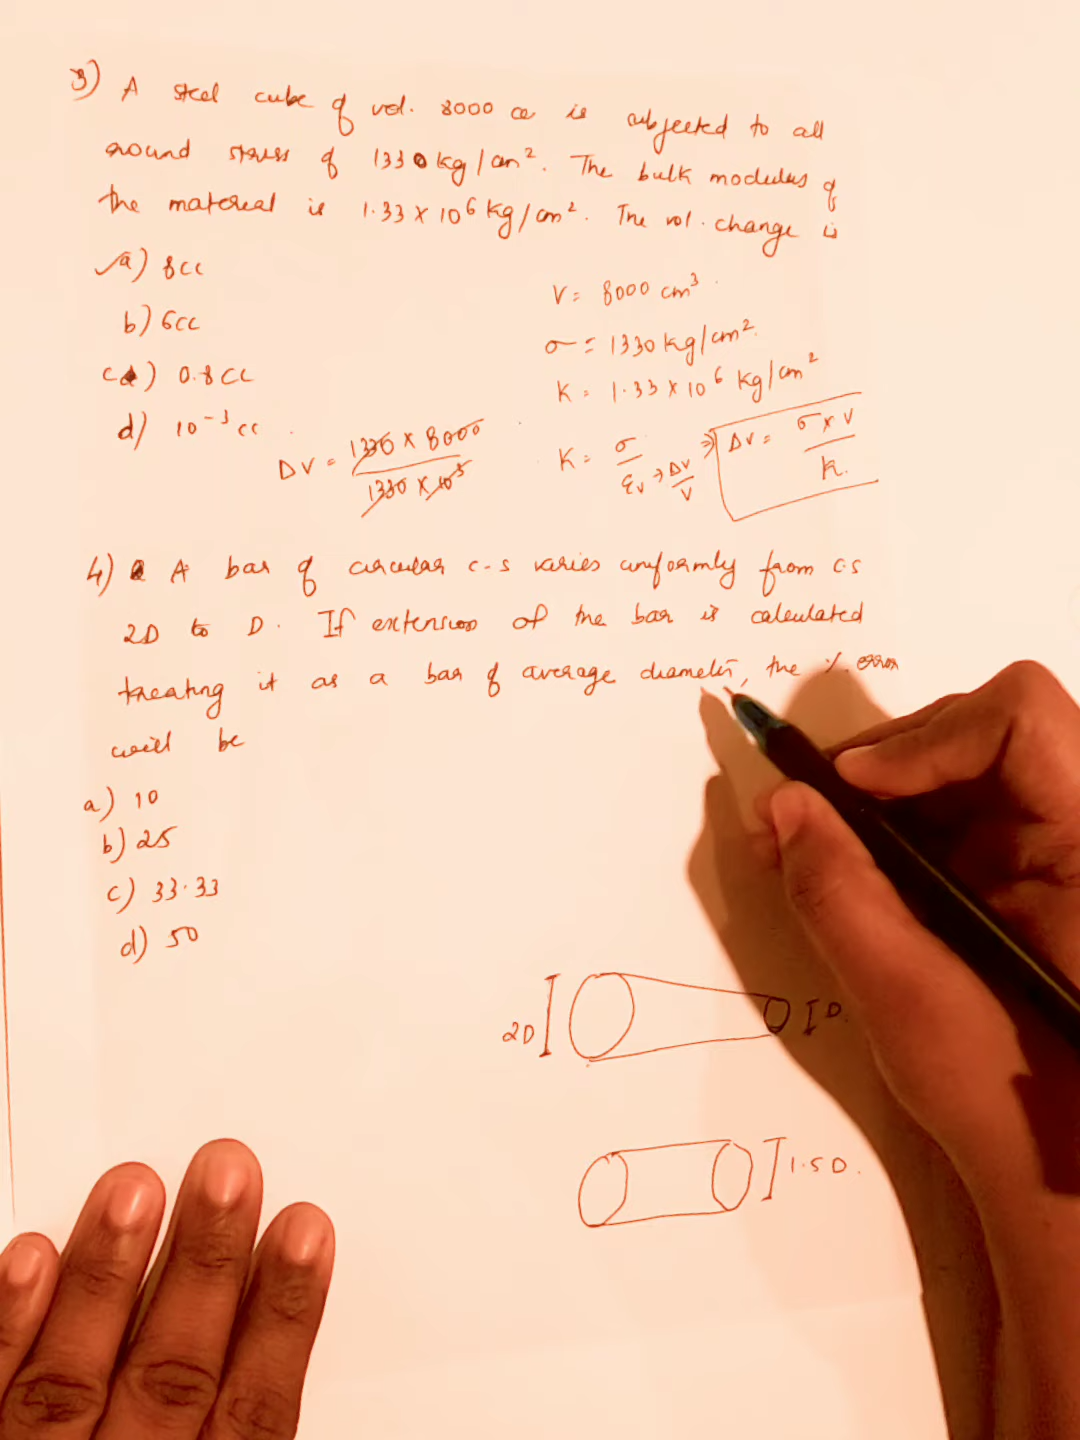 3) A steel cube of vol. 8000 cc is subjected to all
around stress of 1330 kg/cm². The bulk modulus of
the material is 1.33 x 10⁶ kg/cm². The vol. change is
a) 8cc
b) 6cc
c) 0.8cc
d) 10⁻³cc
V = 8000 cm³
σ = 1330 kg/cm².
K = 1.33 x 10⁶ kg/cm²
K = σ/εv → ΔV/V ⇒ ΔV = σ x V / K.
ΔV = 1330 x 8000 / 1330 x 10³
4) A bar of circular c-s varies uniformly from c.s
2D to D. If extension of the bar is calculated
treating it as a bar of average diameter, the % error
will be
a) 10
b) 25
c) 33.33
d) 50
2D
D.
1.5D.